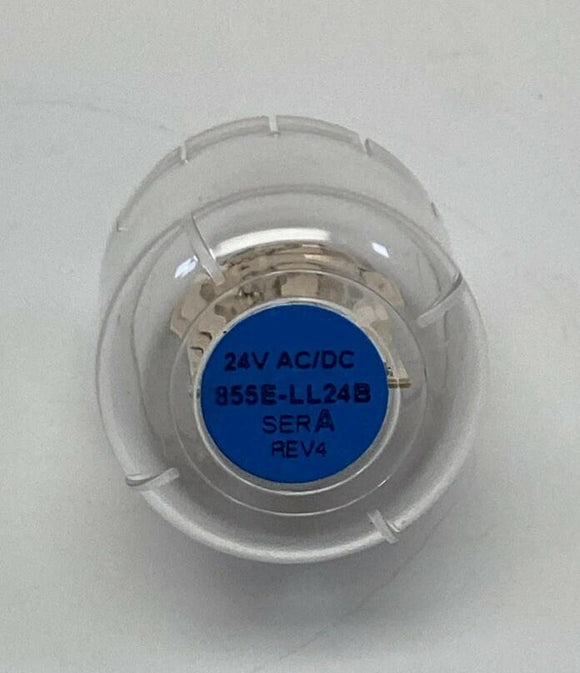 24V AC/DC
855E-LL24B
SER A
REV4